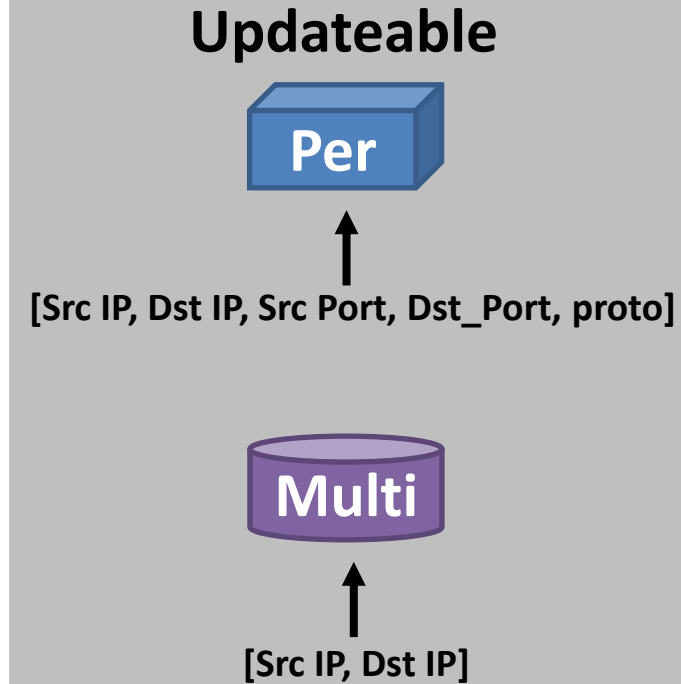 Updateable
Per
[Src IP, Dst IP, Src Port, Dst_Port, proto]
Multi
[Src IP, Dst IP]